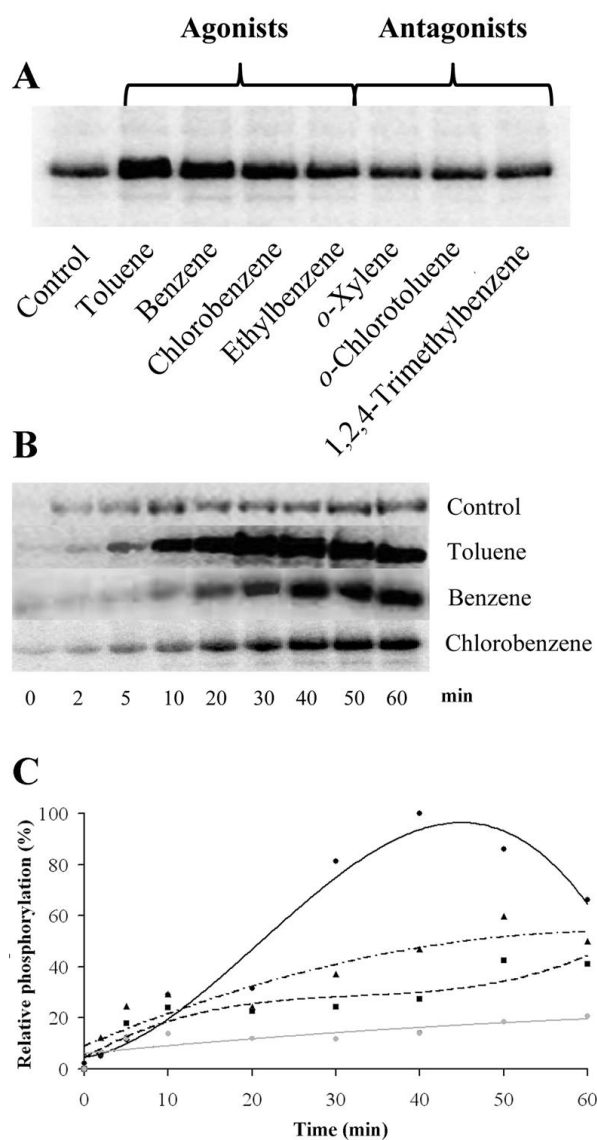 Agonists Antagonists
A
Control
Toluene
Benzene
Chlorobenzene
Ethylbenzene
o-Xylene
o-Chlorotoluene
1,2,4-Trimethylbenzene
B
Control
Toluene
Benzene
Chlorobenzene
0 2 5 10 20 30 40 50 60 min
C
Relative phosphorylation (%)
100
80
60
40
20
0
0 10 20 30 40 50 60
Time (min)